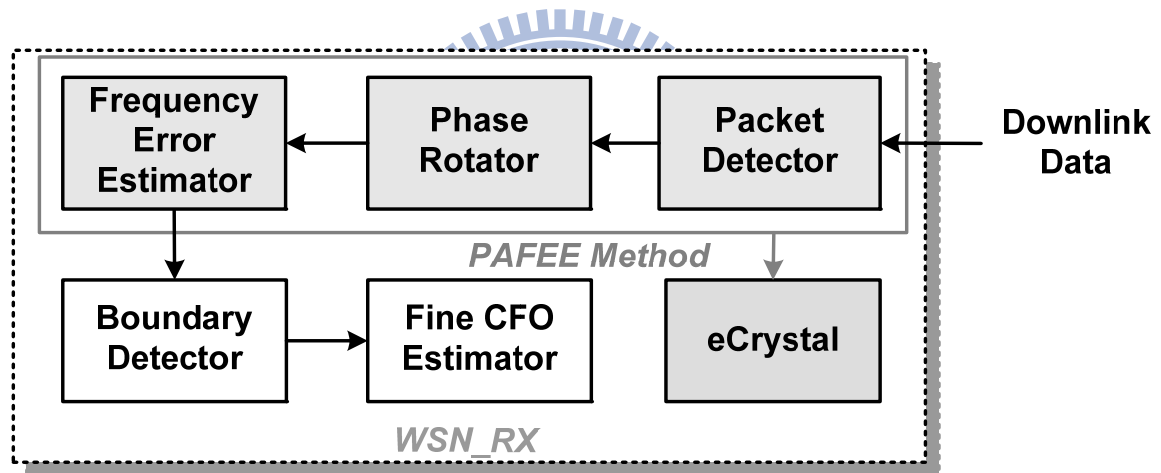 Frequency
Error
Estimator
Phase
Rotator
Packet
Detector
Downlink
Data
PAFEE Method
Boundary
Detector
Fine CFO
Estimator
eCrystal
WSN_RX